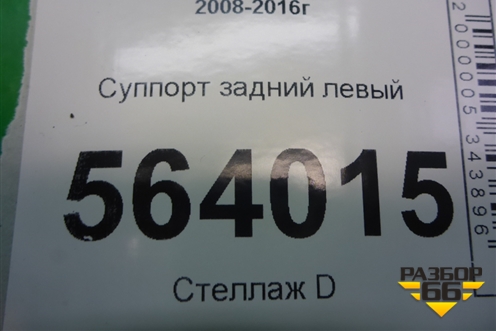 2008-2016г
Суппорт задний левый
564015
Стеллаж D
2000005343896
РАЗБОР
66